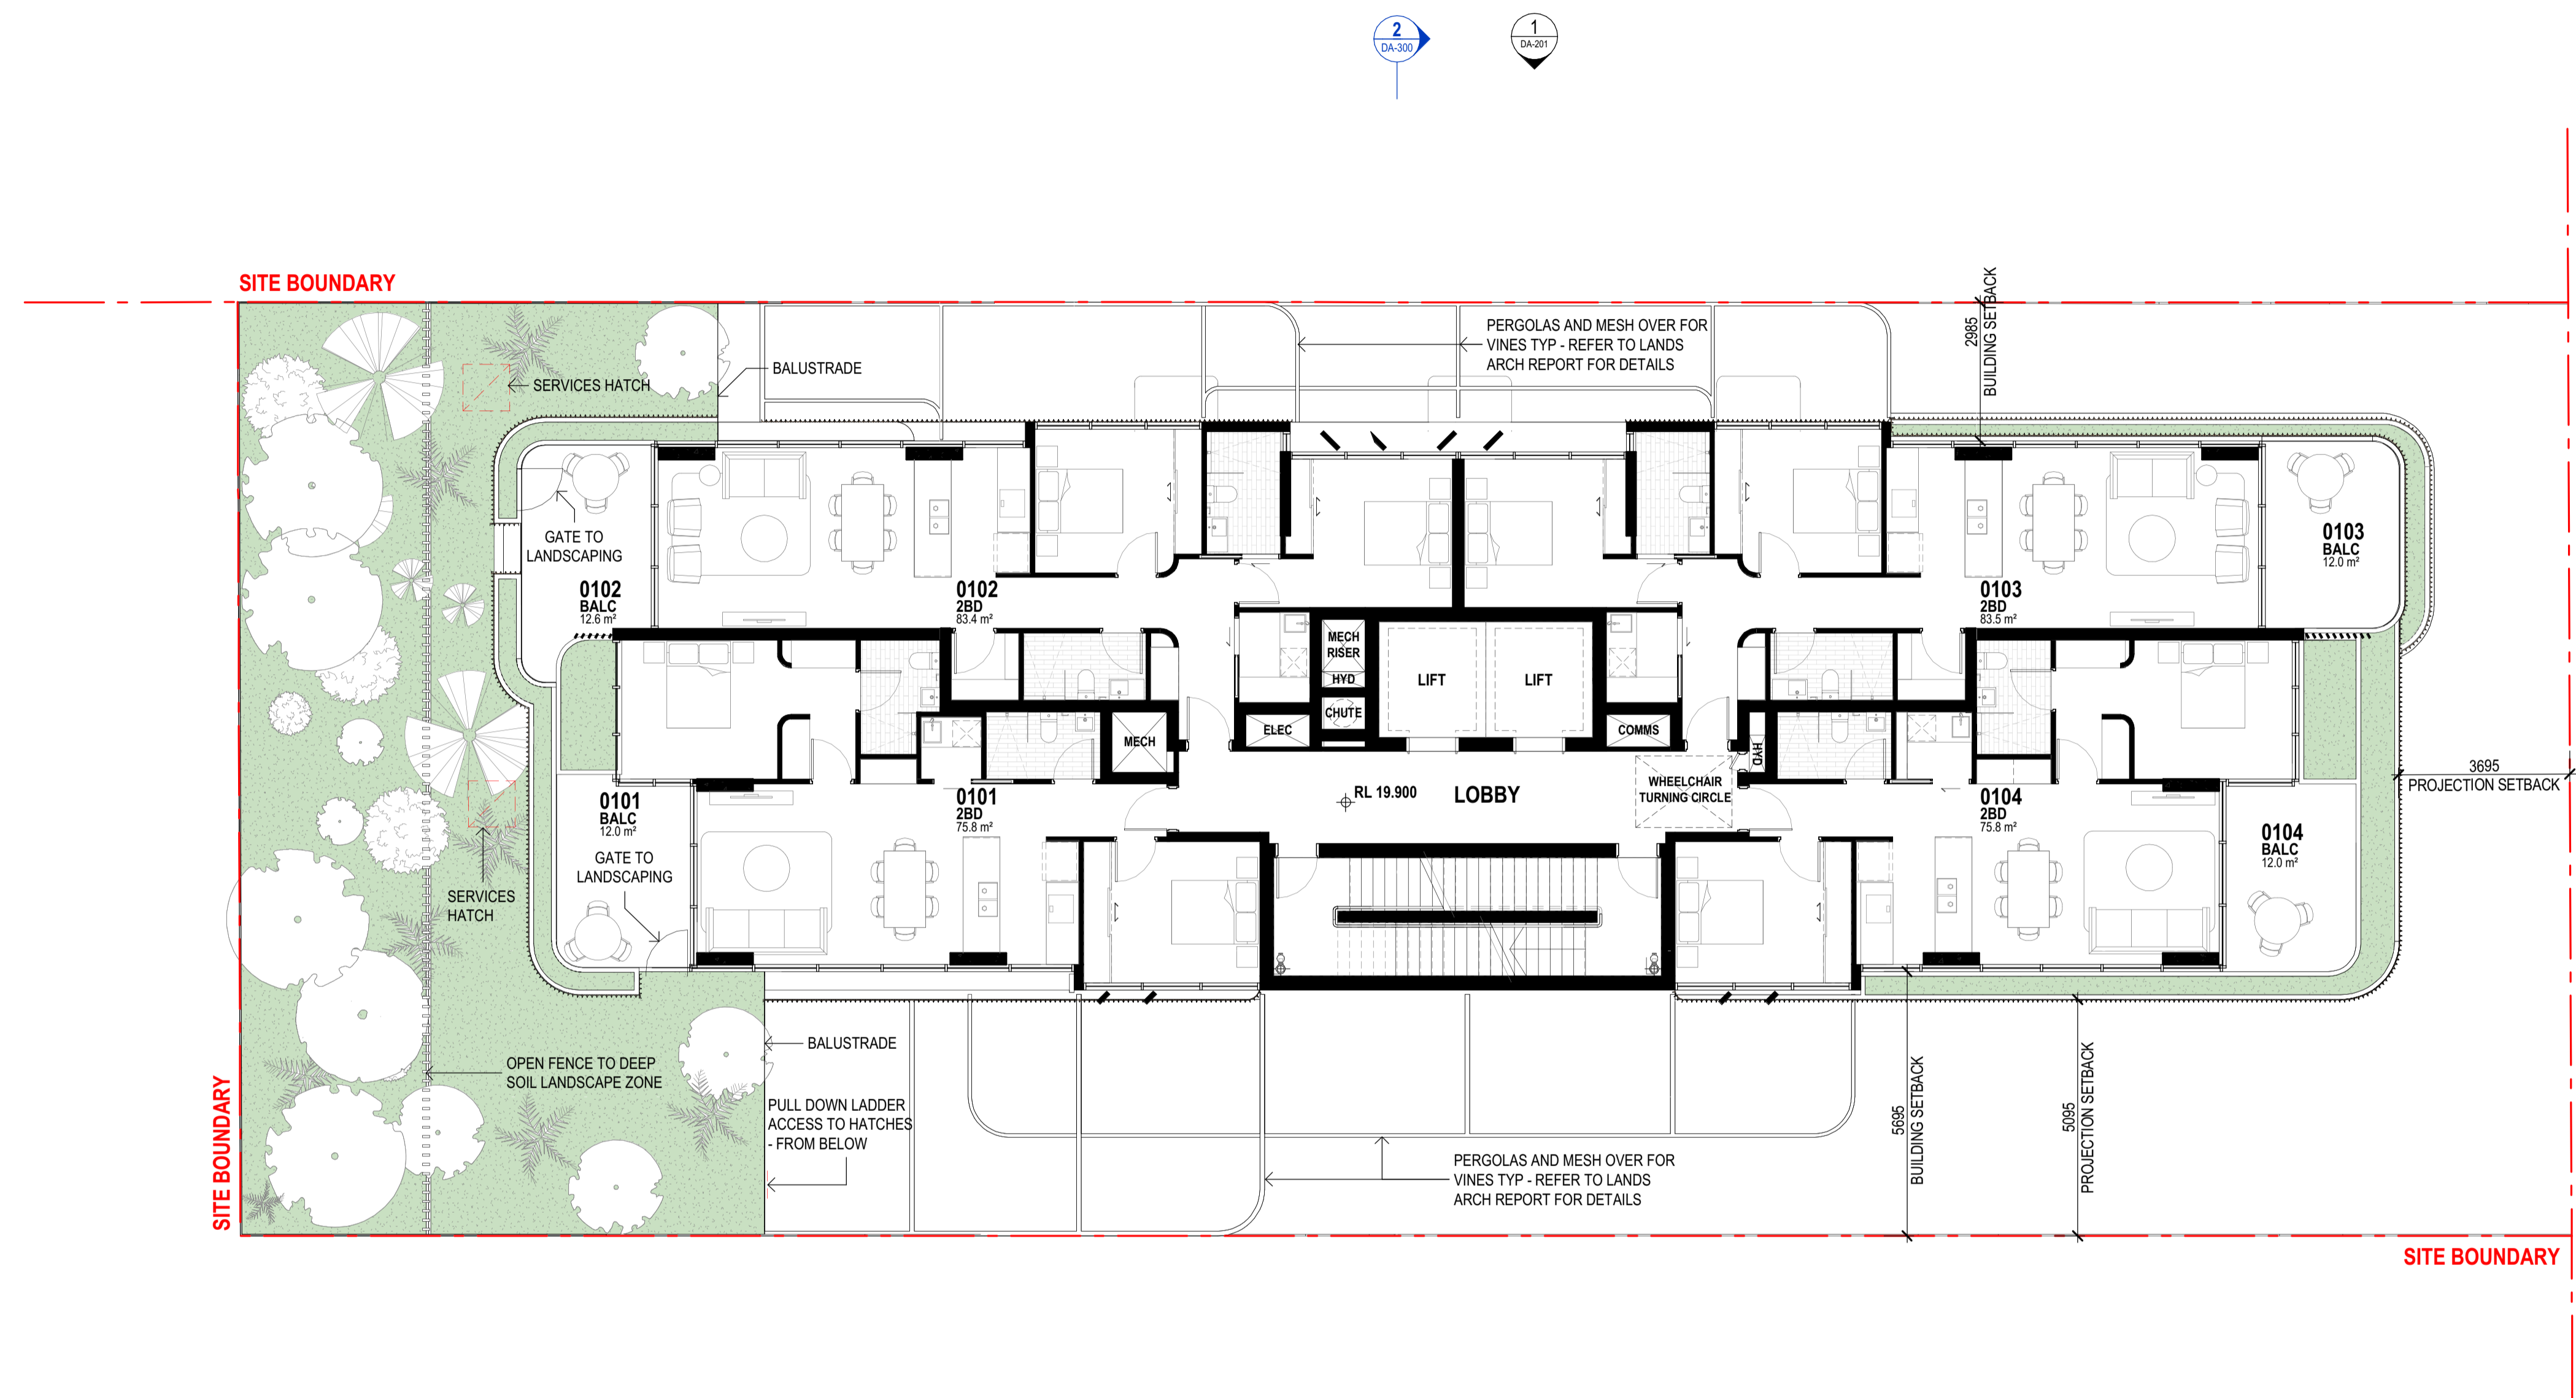 2
DA-300
1
DA-201
SITE BOUNDARY
2985
BUILDING SETBACK
PERGOLAS AND MESH OVER FOR
VINES TYP - REFER TO LANDS
ARCH REPORT FOR DETAILS
BALUSTRADE
SERVICES HATCH
GATE TO
LANDSCAPING
0102
BALC
12.6 m²
0102
2BD
83.4 m²
0103
2BD
83.5 m²
0103
BALC
12.0 m²
MECH
RISER
HYD
CHUTE
LIFT
LIFT
ELEC
COMMS
MECH
HYD
WHEELCHAIR
TURNING CIRCLE
RL 19.900
LOBBY
3695
PROJECTION SETBACK
0101
BALC
12.0 m²
0101
2BD
75.8 m²
0104
2BD
75.8 m²
0104
BALC
12.0 m²
GATE TO
LANDSCAPING
SERVICES
HATCH
BALUSTRADE
OPEN FENCE TO DEEP
SOIL LANDSCAPE ZONE
PULL DOWN LADDER
ACCESS TO HATCHES
- FROM BELOW
PERGOLAS AND MESH OVER FOR
VINES TYP - REFER TO LANDS
ARCH REPORT FOR DETAILS
5695
BUILDING SETBACK
5095
PROJECTION SETBACK
SITE BOUNDARY
SITE BOUNDARY